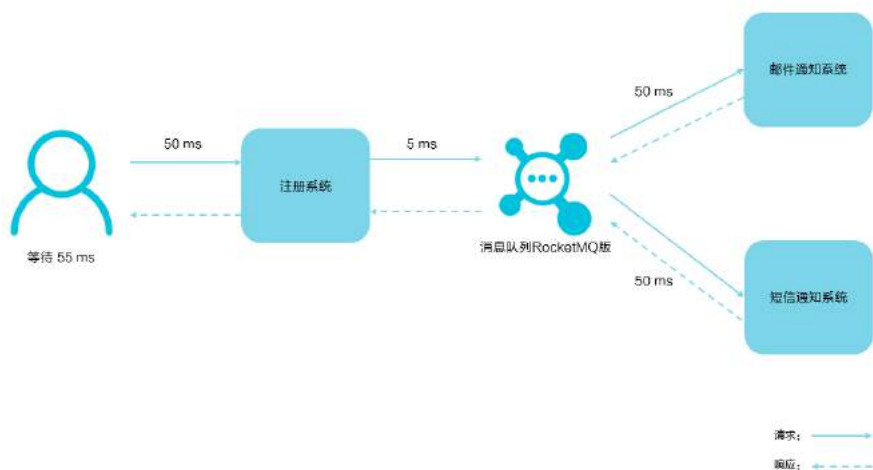 邮件通知系统
50 ms
50 ms
5 ms
注册系统
消息队列RocketMQ版
等待 55 ms
50 ms
短信通知系统
请求：
响应：